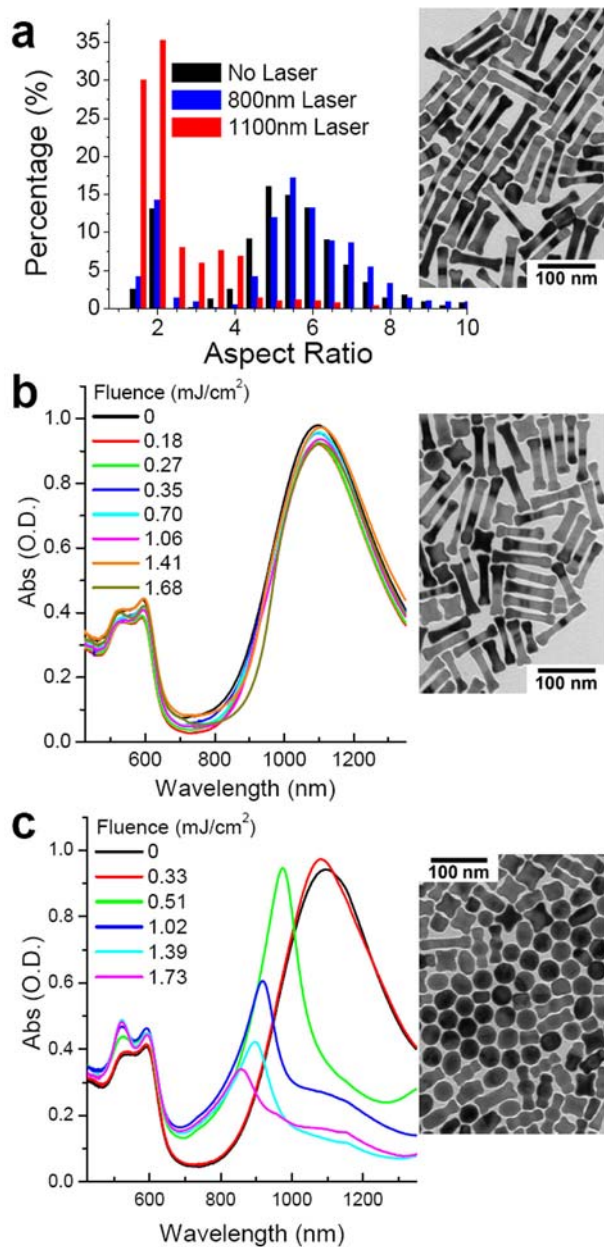 a
No Laser
800nm Laser
1100nm Laser
Percentage (%)
35
30
25
20
15
10
5
0
2 4 6 8 10
Aspect Ratio
100 nm
b
Fluence (mJ/cm²)
0
0.18
0.27
0.35
0.70
1.06
1.41
1.68
Abs (O.D.)
1.0
0.8
0.6
0.4
0.2
0.0
600 800 1000 1200
Wavelength (nm)
100 nm
c
Fluence (mJ/cm²)
0
0.33
0.51
1.02
1.39
1.73
Abs (O.D.)
1.0
0.8
0.6
0.4
0.2
0.0
600 800 1000 1200
Wavelength (nm)
100 nm